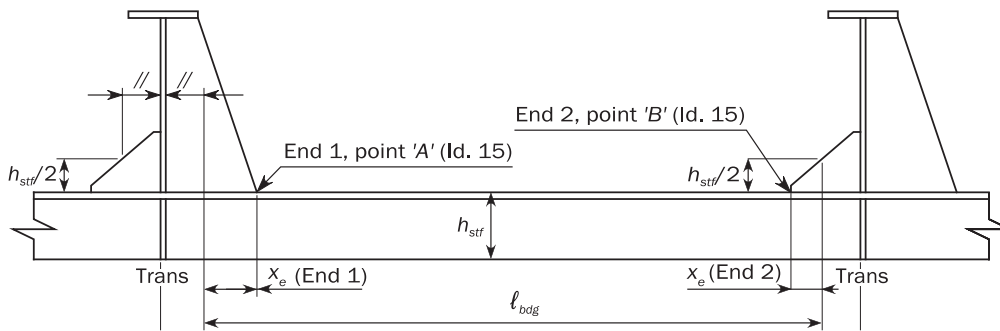 // //
End 1, point 'A' (Id. 15)
End 2, point 'B' (Id. 15)
h_stf/2
h_stf/2
h_stf
Trans
x_e (End 1)
x_e (End 2)
Trans
ℓ_bdg